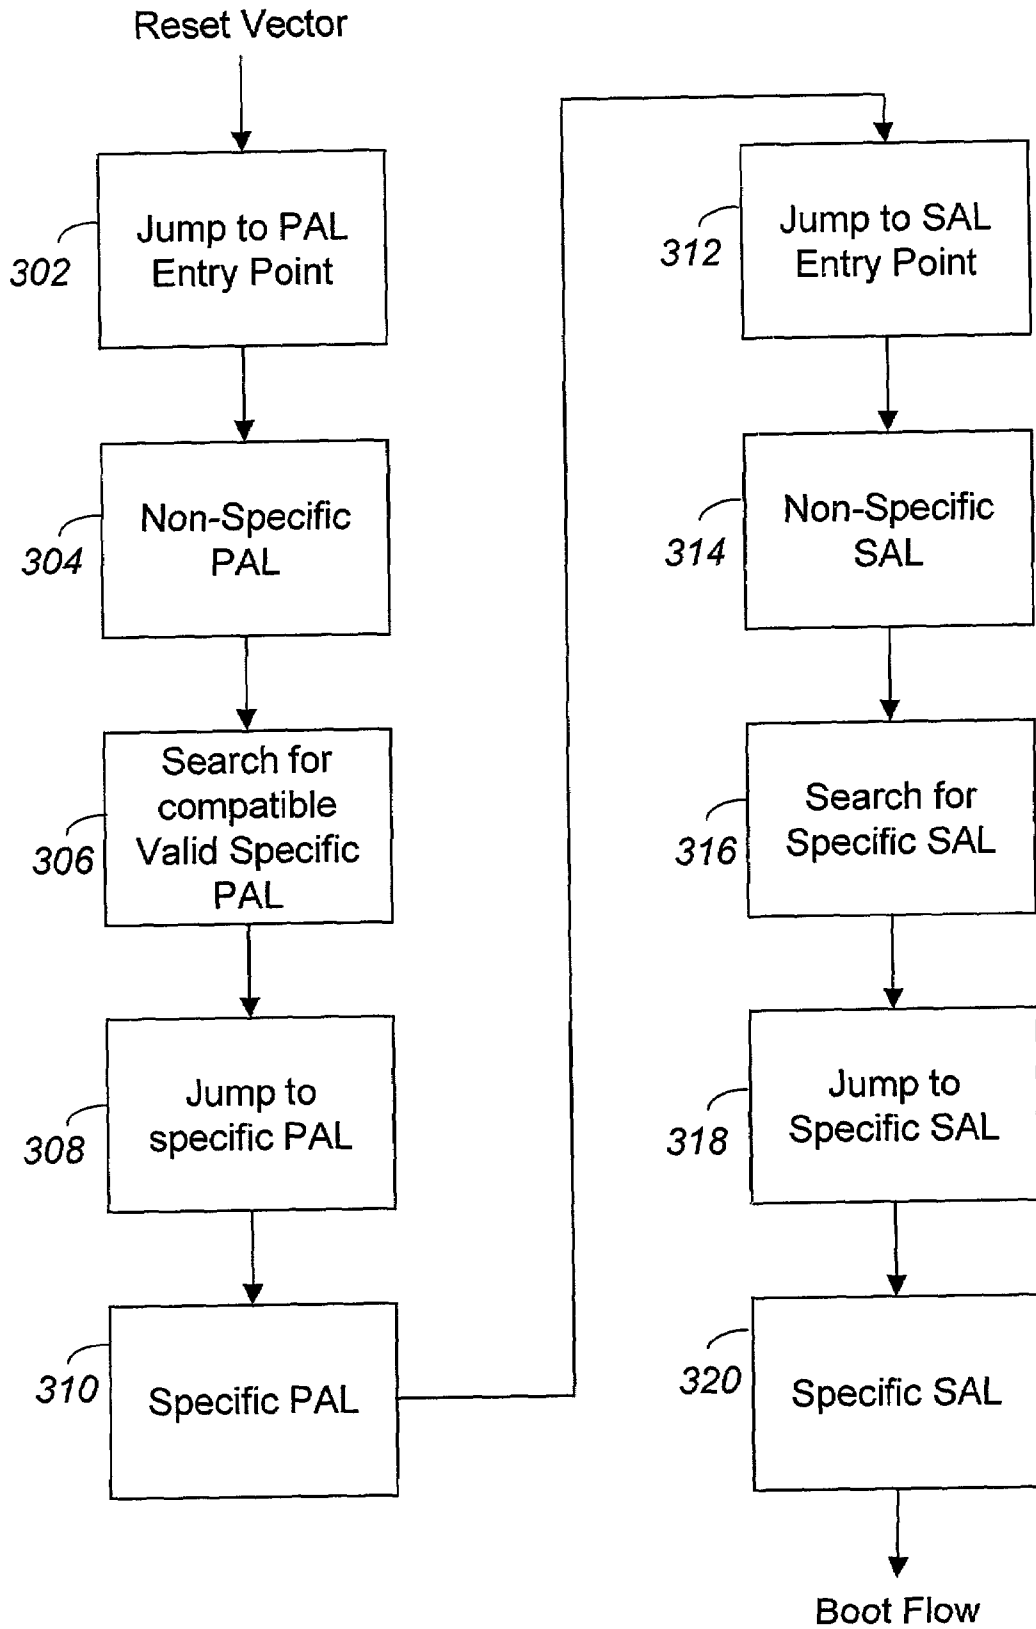 Reset Vector
302
Jump to PAL
Entry Point
304
Non-Specific
PAL
306
Search for
compatible
Valid Specific
PAL
308
Jump to
specific PAL
310
Specific PAL
312
Jump to SAL
Entry Point
314
Non-Specific
SAL
316
Search for
Specific SAL
318
Jump to
Specific SAL
320
Specific SAL
Boot Flow